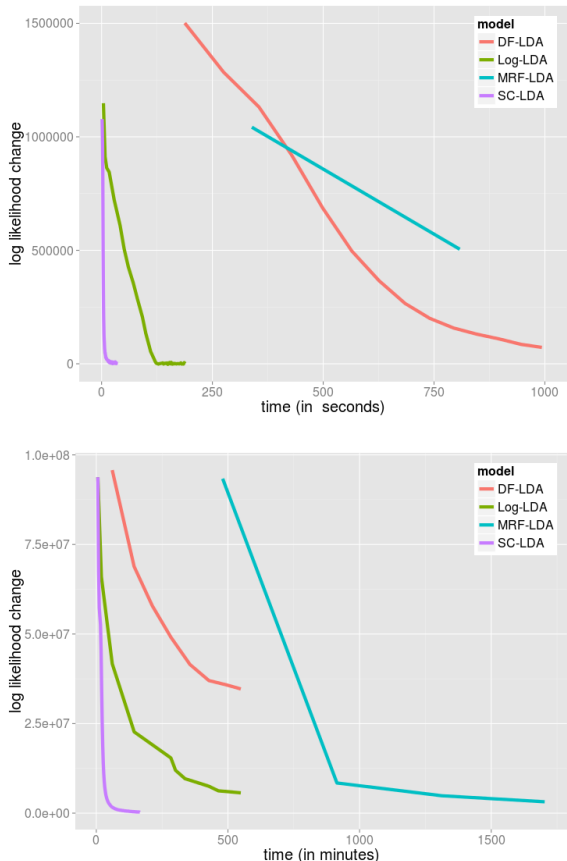 1500000
1000000
500000
0
log likelihood change
model
DF-LDA
Log-LDA
MRF-LDA
SC-LDA
0
250
500
750
1000
time (in seconds)
1.0e+08
7.5e+07
5.0e+07
2.5e+07
0.0e+00
log likelihood change
model
DF-LDA
Log-LDA
MRF-LDA
SC-LDA
0
500
1000
1500
time (in minutes)